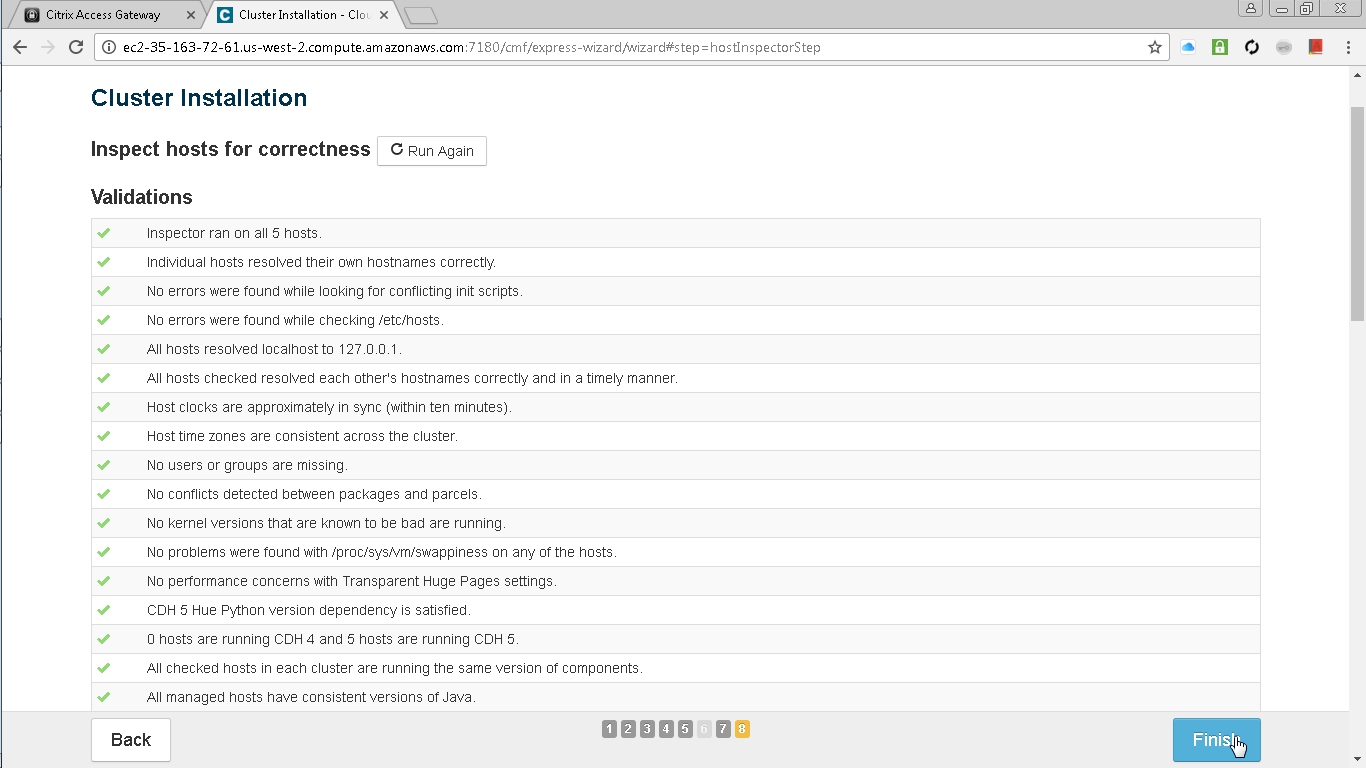 Citrix Access Gateway
Cluster Installation - Clou
ec2-35-163-72-61.us-west-2.compute.amazonaws.com:7180/cmf/express-wizard/wizard#step=hostInspectorStep
Cluster Installation
Inspect hosts for correctness Run Again
Validations
Inspector ran on all 5 hosts.
Individual hosts resolved their own hostnames correctly.
No errors were found while looking for conflicting init scripts.
No errors were found while checking /etc/hosts.
All hosts resolved localhost to 127.0.0.1.
All hosts checked resolved each other's hostnames correctly and in a timely manner.
Host clocks are approximately in sync (within ten minutes).
Host time zones are consistent across the cluster.
No users or groups are missing.
No conflicts detected between packages and parcels.
No kernel versions that are known to be bad are running.
No problems were found with /proc/sys/vm/swappiness on any of the hosts.
No performance concerns with Transparent Huge Pages settings.
CDH 5 Hue Python version dependency is satisfied.
0 hosts are running CDH 4 and 5 hosts are running CDH 5.
All checked hosts in each cluster are running the same version of components.
All managed hosts have consistent versions of Java.
Back 1 2 3 4 5 6 7 8 Finish